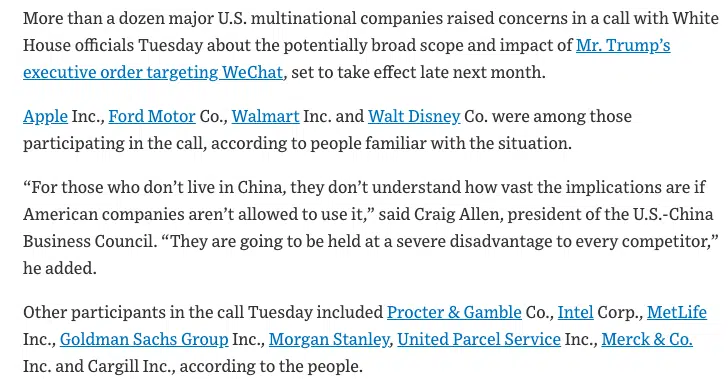 More than a dozen major U.S. multinational companies raised concerns in a call with White
House officials Tuesday about the potentially broad scope and impact of Mr. Trump’s
executive order targeting WeChat, set to take effect late next month.
Apple Inc., Ford Motor Co., Walmart Inc. and Walt Disney Co. were among those
participating in the call, according to people familiar with the situation.
“For those who don’t live in China, they don’t understand how vast the implications are if
American companies aren’t allowed to use it,” said Craig Allen, president of the U.S.-China
Business Council. “They are going to be held at a severe disadvantage to every competitor,”
he added.
Other participants in the call Tuesday included Procter & Gamble Co., Intel Corp., MetLife
Inc., Goldman Sachs Group Inc., Morgan Stanley, United Parcel Service Inc., Merck & Co.
Inc. and Cargill Inc., according to the people.